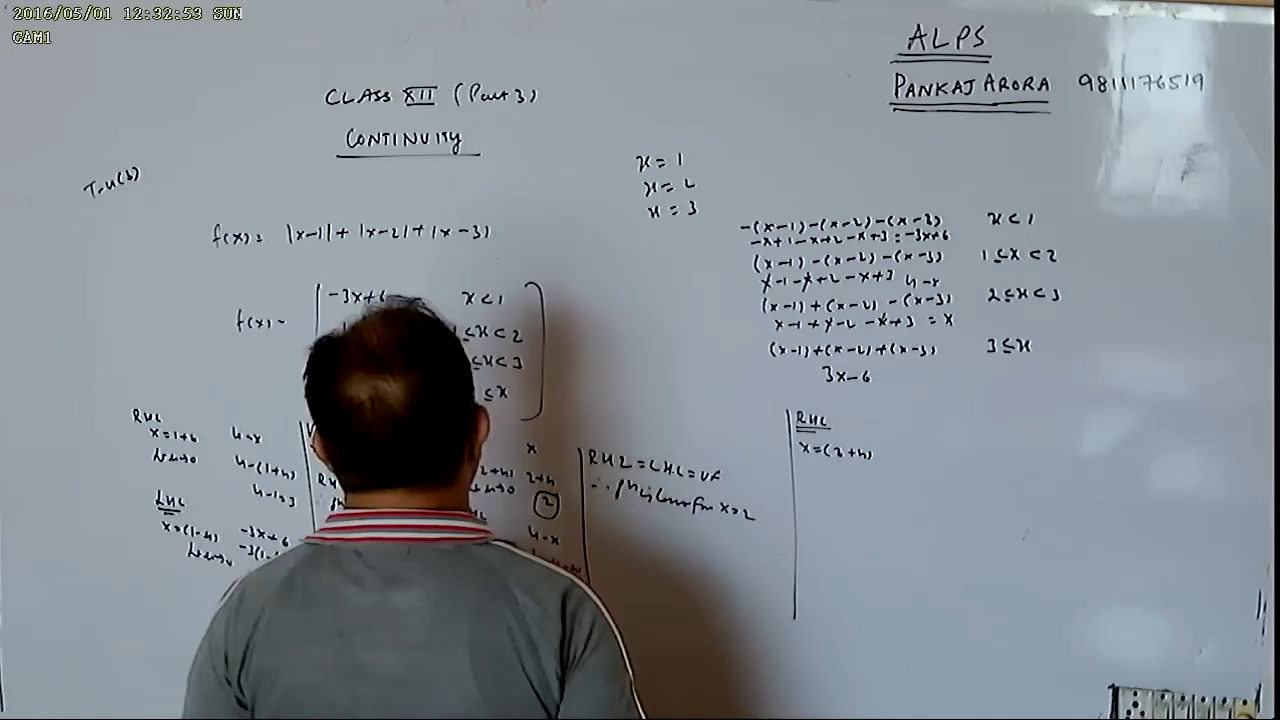 2016/05/01 12:32:53 SUN
CAM1
ALPS
PANKAJ ARORA 9811176519
CLASS XII (Part 3)
CONTINUITY
x = 1
x = 2
x = 3
f(x) = |x-1| + |x-2| + |x-3|
-(x-1)-(x-2)-(x-3) x < 1
-x+1-x+2-x+3 = -3x+6
(x-1)-(x-2)-(x-3) 1 ≤ x < 2
x-1-x+2-x+3 4-x
(x-1)+(x-2)-(x-3) 2 ≤ x < 3
x-1+x-2-x+3 = x
(x-1)+(x-2)+(x-3) 3 ≤ x
3x-6
f(x) =
-3x+6 x < 1
≤ x < 2
≤ x < 3
≤ x
RHL
x = 1+h 4-x
4-(1+h)
4-1=3
LHL
x = (1-h) -3x+6
-3(1-
x
2+h) 2+h
2
4-x
RHL = LHL = VF
∴ for x = 2
RHL
x = (3+h)